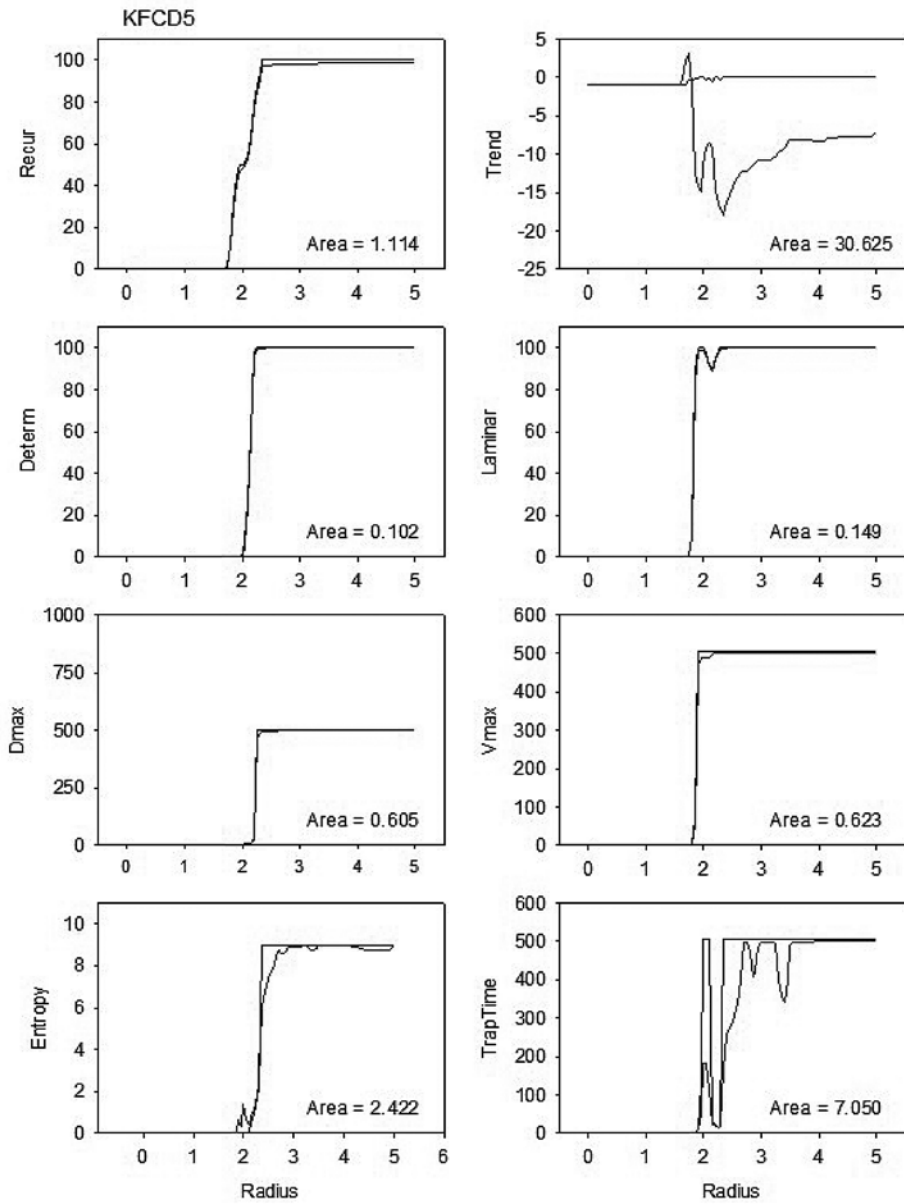 KFCD5
100
80
60
40
20
0
Recur
Area = 1.114
0 1 2 3 4 5
5
0
-5
-10
-15
-20
-25
Trend
Area = 30.625
0 1 2 3 4 5
100
80
60
40
20
0
Determ
Area = 0.102
0 1 2 3 4 5
100
80
60
40
20
0
Laminar
Area = 0.149
0 1 2 3 4 5
1000
750
500
250
0
Dmax
Area = 0.605
0 1 2 3 4 5
600
500
400
300
200
100
0
Vmax
Area = 0.623
0 1 2 3 4 5
10
8
6
4
2
0
Entropy
Area = 2.422
0 1 2 3 4 5 6
Radius
600
500
400
300
200
100
0
TrapTime
Area = 7.050
0 1 2 3 4 5
Radius